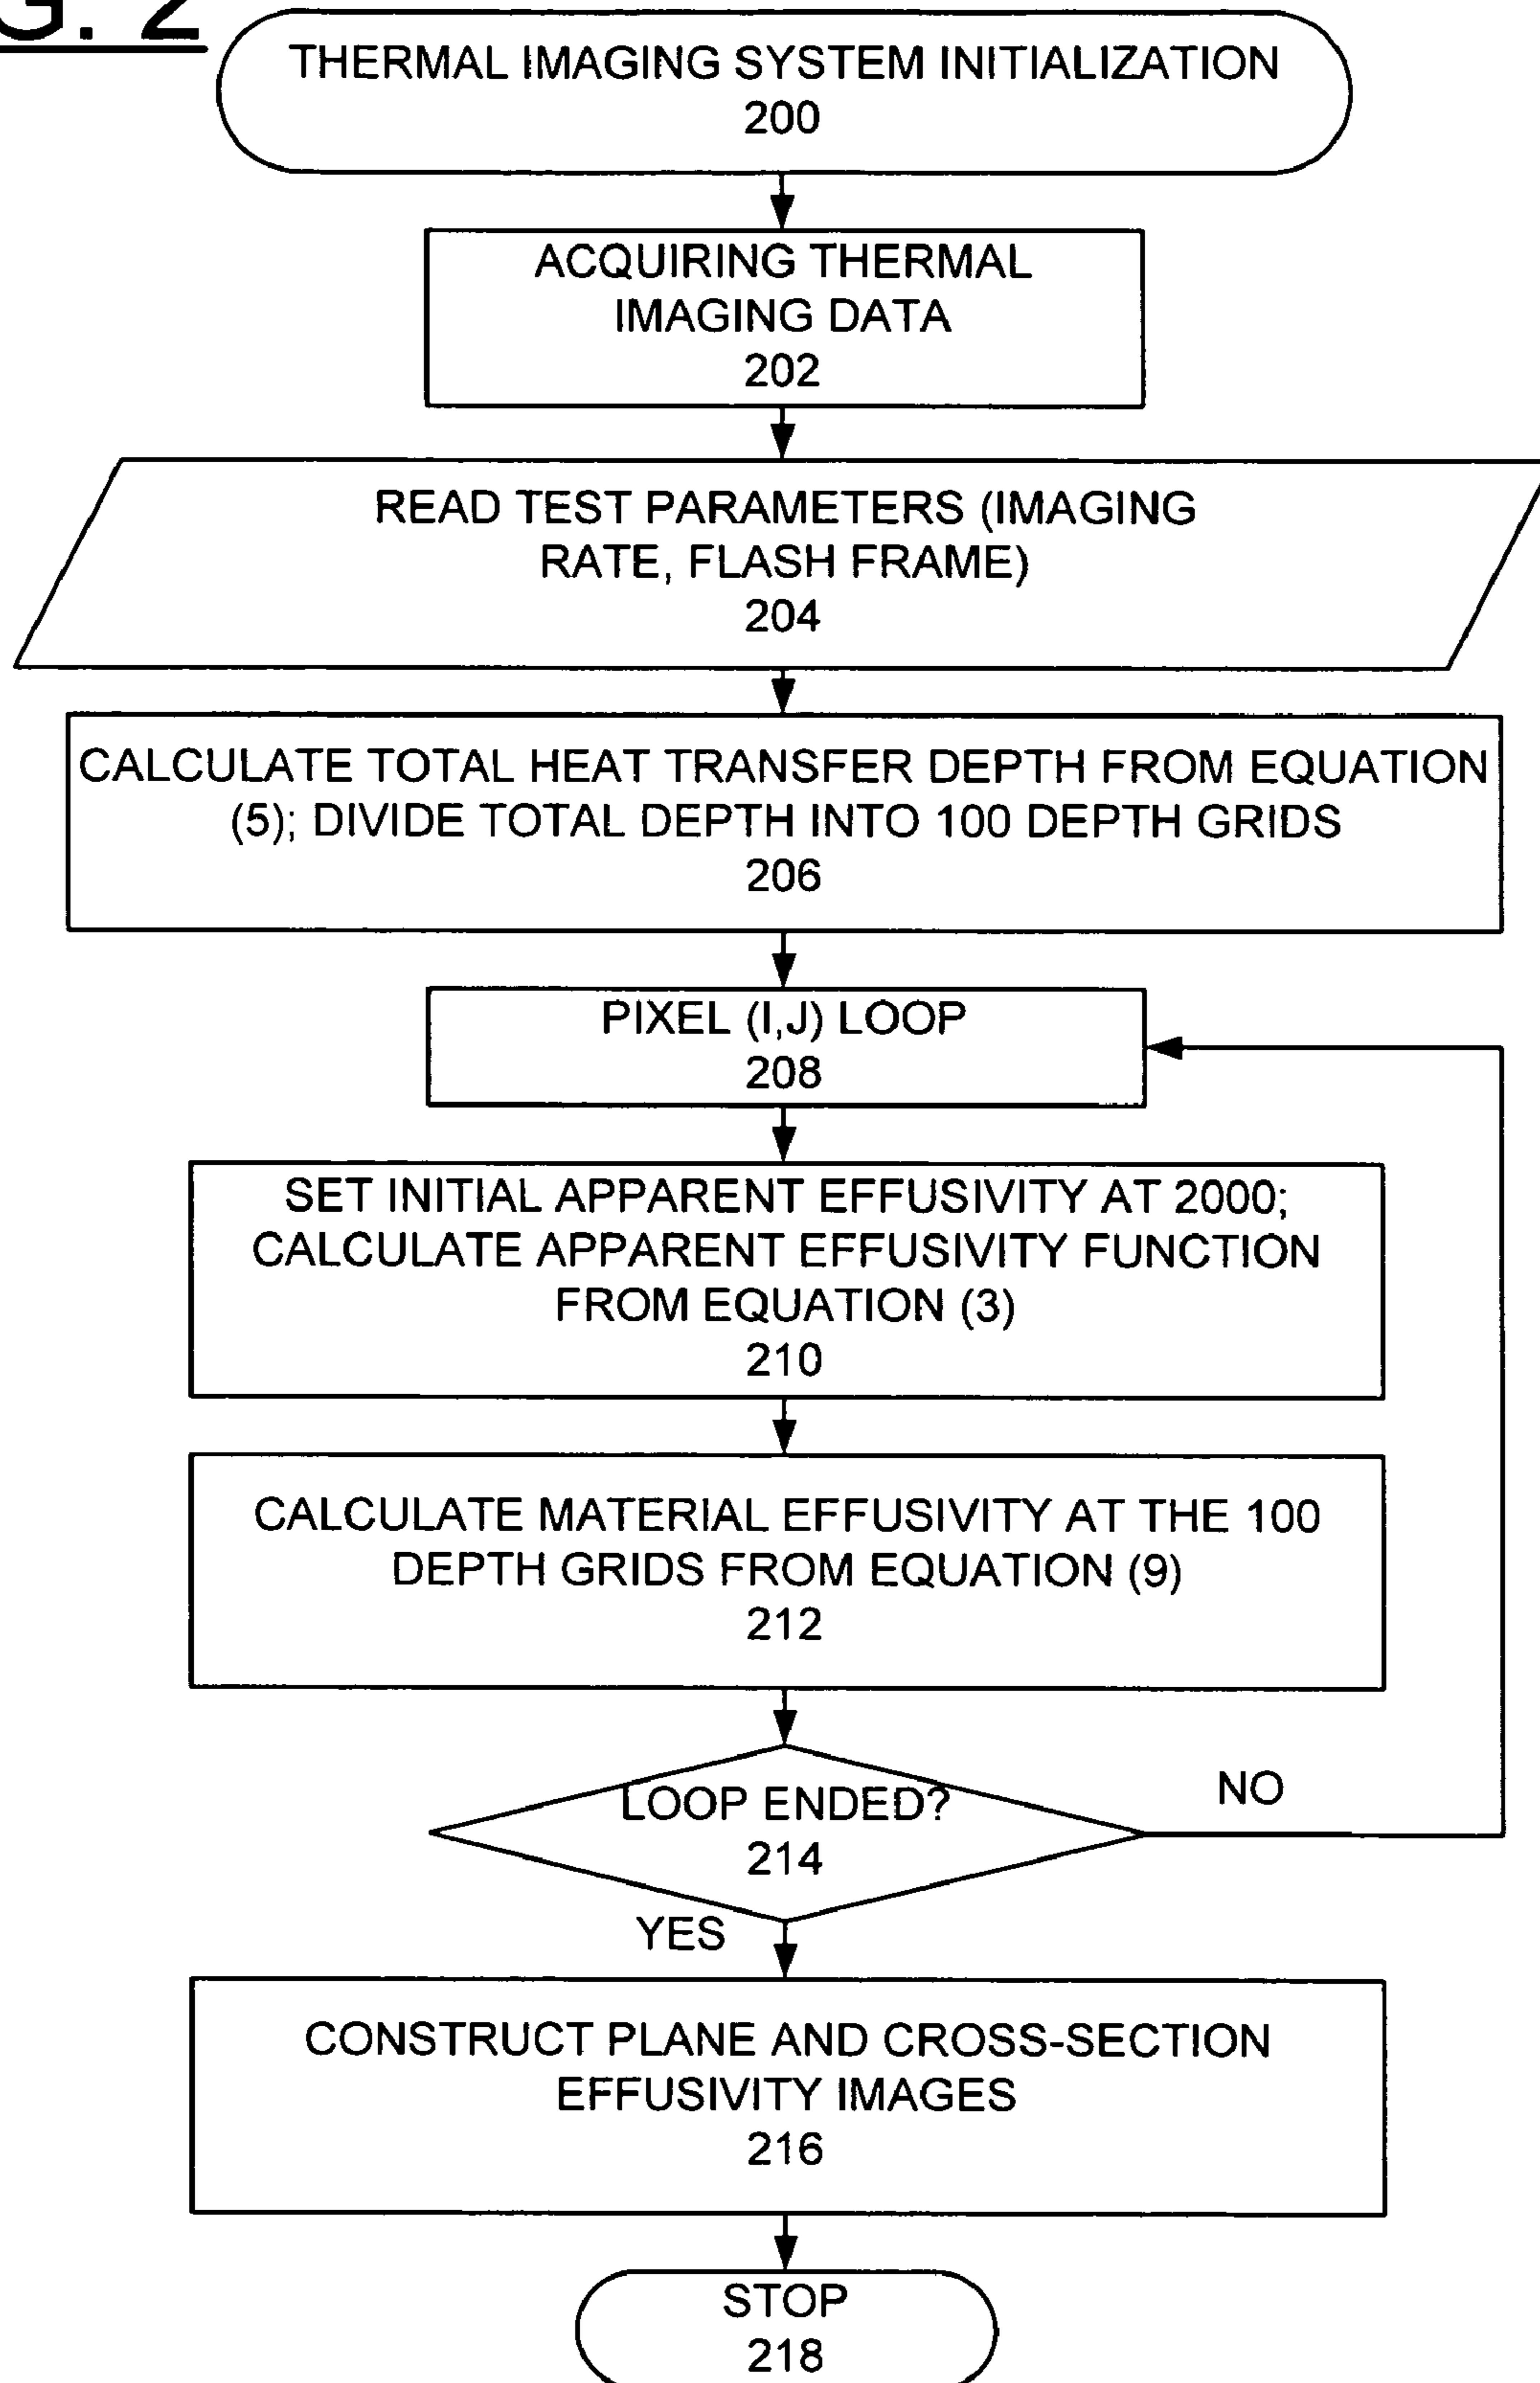 G. 2
THERMAL IMAGING SYSTEM INITIALIZATION
200
ACQUIRING THERMAL
IMAGING DATA
202
READ TEST PARAMETERS (IMAGING
RATE, FLASH FRAME)
204
CALCULATE TOTAL HEAT TRANSFER DEPTH FROM EQUATION
(5); DIVIDE TOTAL DEPTH INTO 100 DEPTH GRIDS
206
PIXEL (I,J) LOOP
208
SET INITIAL APPARENT EFFUSIVITY AT 2000;
CALCULATE APPARENT EFFUSIVITY FUNCTION
FROM EQUATION (3)
210
CALCULATE MATERIAL EFFUSIVITY AT THE 100
DEPTH GRIDS FROM EQUATION (9)
212
LOOP ENDED?
214
NO
YES
CONSTRUCT PLANE AND CROSS-SECTION
EFFUSIVITY IMAGES
216
STOP
218